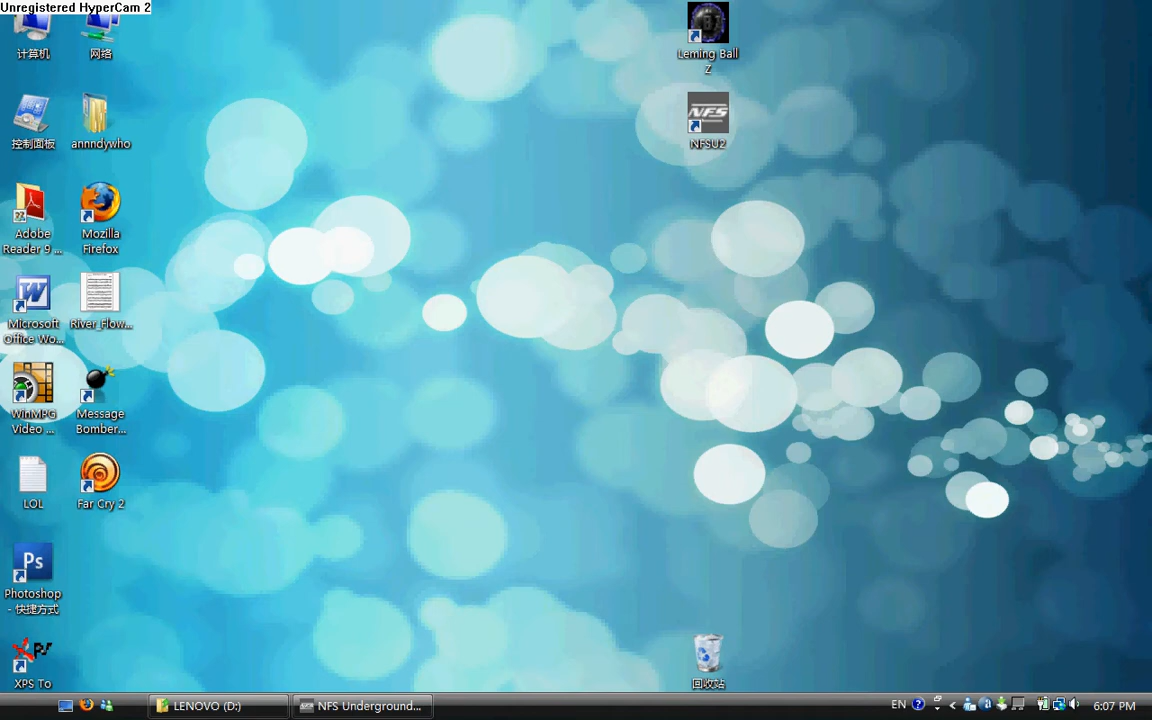 Unregistered HyperCam 2
计算机
网络
Leming Ball
Z
控制面板
annndywho
NFS
NFSU2
Adobe
Reader 9 ...
Mozilla
Firefox
Microsoft
Office Wo...
River_Flow...
WinMPG
Video ...
Message
Bomber...
LOL
Far Cry 2
Ps
Photoshop
- 快捷方式
XPS To
回收站
LENOVO (D:)
NFS Underground...
EN
6:07 PM